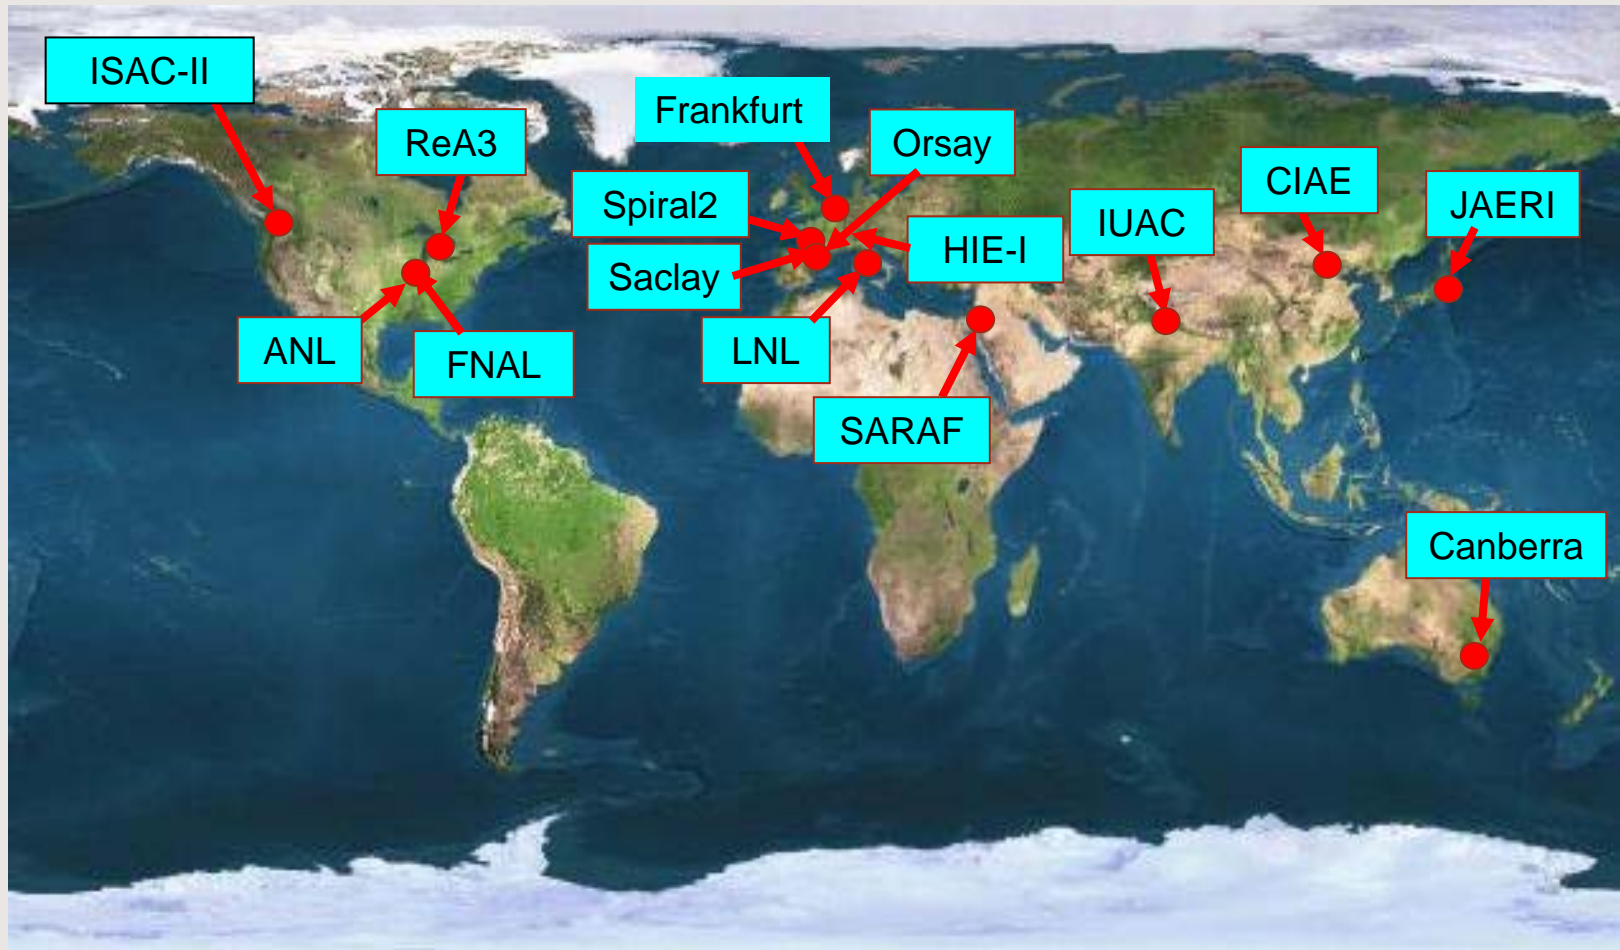 ISAC-II
Frankfurt
ReA3
Orsay
CIAE
Spiral2
IUAC
JAERI
HIE-I
Saclay
ANL
FNAL
LNL
SARAF
Canberra